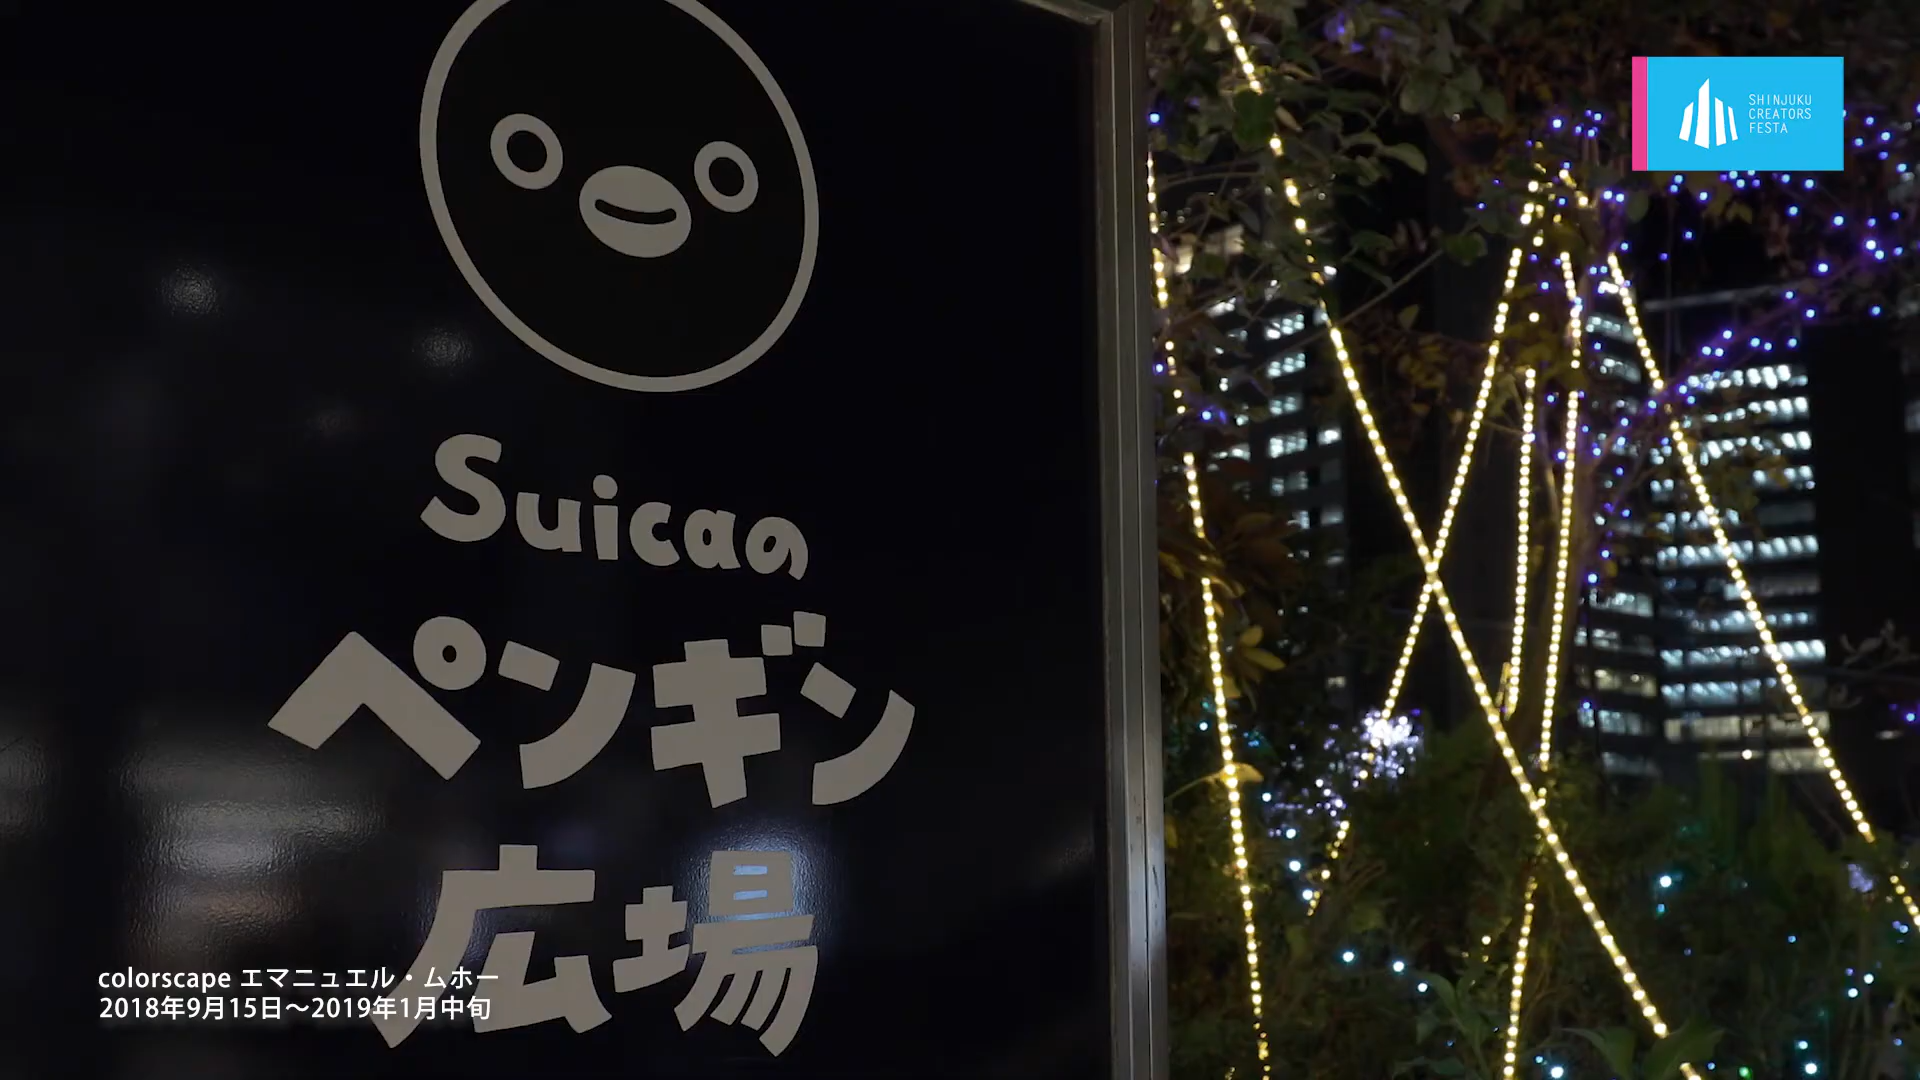 SHINJUKU
CREATORS
FESTA
Suicaの
ペンギン
広場
colorscape エマニュエル・ムホー
2018年9月15日～2019年1月中旬